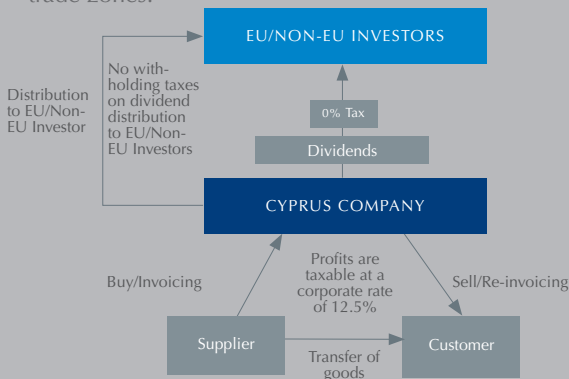 trade zones.
EU/NON-EU INVESTORS
Distribution
to EU/Non-
EU Investor
No with-
holding taxes
on dividend
distribution
to EU/Non-
EU Investors
0% Tax
Dividends
CYPRUS COMPANY
Buy/Invoicing
Profits are
taxable at a
corporate rate
of 12.5%
Sell/Re-invoicing
Supplier
Customer
Transfer of
goods